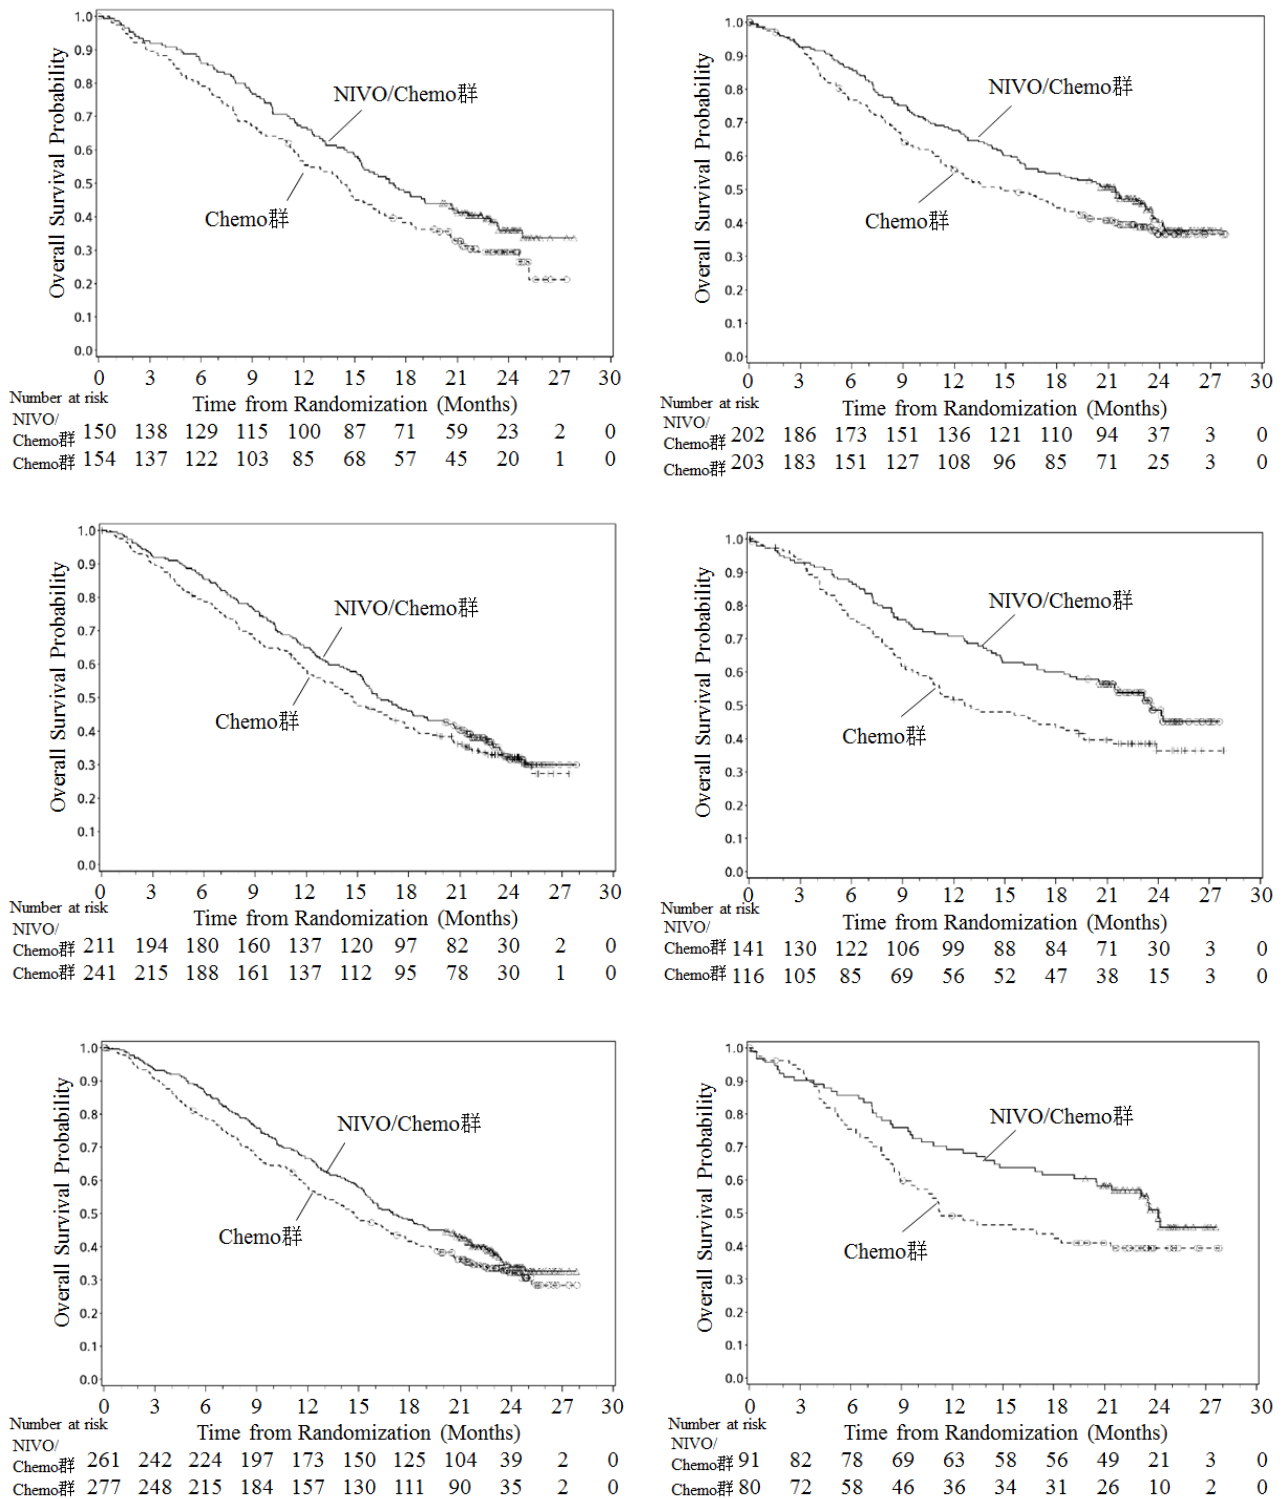 1.0
0.9
0.8
0.7
0.6
0.5
0.4
0.3
0.2
0.1
0.0
Overall Survival Probability
NIVO/Chemo群
Chemo群
0 3 6 9 12 15 18 21 24 27 30
Number at risk
Time from Randomization (Months)
NIVO/
Chemo群 150 138 129 115 100 87 71 59 23 2 0
Chemo群 154 137 122 103 85 68 57 45 20 1 0
1.0
0.9
0.8
0.7
0.6
0.5
0.4
0.3
0.2
0.1
0.0
Overall Survival Probability
NIVO/Chemo群
Chemo群
0 3 6 9 12 15 18 21 24 27 30
Number at risk
Time from Randomization (Months)
NIVO/
Chemo群 202 186 173 151 136 121 110 94 37 3 0
Chemo群 203 183 151 127 108 96 85 71 25 3 0
1.0
0.9
0.8
0.7
0.6
0.5
0.4
0.3
0.2
0.1
0.0
Overall Survival Probability
NIVO/Chemo群
Chemo群
0 3 6 9 12 15 18 21 24 27 30
Number at risk
Time from Randomization (Months)
NIVO/
Chemo群 211 194 180 160 137 120 97 82 30 2 0
Chemo群 241 215 188 161 137 112 95 78 30 1 0
1.0
0.9
0.8
0.7
0.6
0.5
0.4
0.3
0.2
0.1
0.0
Overall Survival Probability
NIVO/Chemo群
Chemo群
0 3 6 9 12 15 18 21 24 27 30
Number at risk
Time from Randomization (Months)
NIVO/
Chemo群 141 130 122 106 99 88 84 71 30 3 0
Chemo群 116 105 85 69 56 52 47 38 15 3 0
1.0
0.9
0.8
0.7
0.6
0.5
0.4
0.3
0.2
0.1
0.0
Overall Survival Probability
NIVO/Chemo群
Chemo群
0 3 6 9 12 15 18 21 24 27 30
Number at risk
Time from Randomization (Months)
NIVO/
Chemo群 261 242 224 197 173 150 125 104 39 2 0
Chemo群 277 248 215 184 157 130 111 90 35 2 0
1.0
0.9
0.8
0.7
0.6
0.5
0.4
0.3
0.2
0.1
0.0
Overall Survival Probability
NIVO/Chemo群
Chemo群
0 3 6 9 12 15 18 21 24 27 30
Number at risk
Time from Randomization (Months)
NIVO/
Chemo群 91 82 78 69 63 58 56 49 21 3 0
Chemo群 80 72 58 46 36 34 31 26 10 2 0